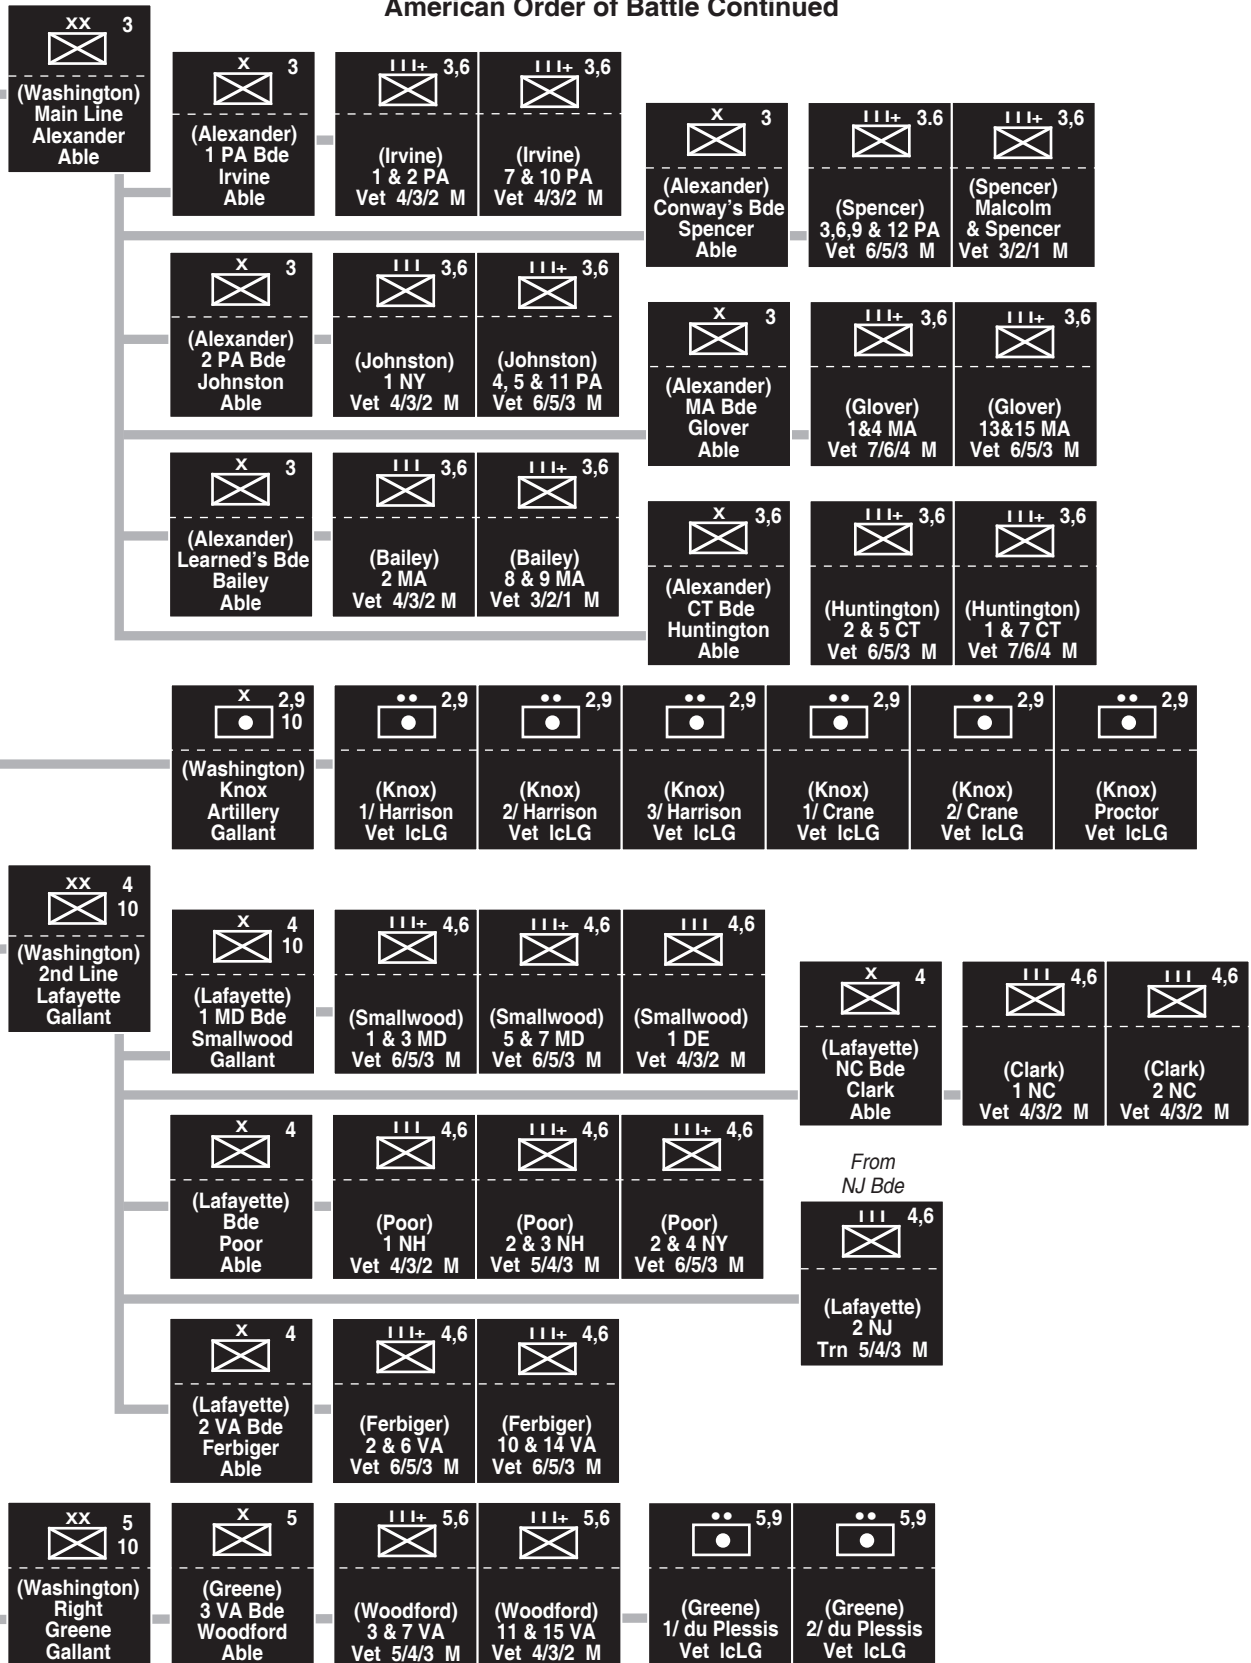 American Order of Battle Continued
XX 3
(Washington)
Main Line
Alexander
Able
X 3
(Alexander)
1 PA Bde
Irvine
Able
III+ 3,6
(Irvine)
1 & 2 PA
Vet 4/3/2 M
III+ 3,6
(Irvine)
7 & 10 PA
Vet 4/3/2 M
X 3
(Alexander)
Conway's Bde
Spencer
Able
III+ 3.6
(Spencer)
3,6,9 & 12 PA
Vet 6/5/3 M
III+ 3,6
(Spencer)
Malcolm
& Spencer
Vet 3/2/1 M
X 3
(Alexander)
2 PA Bde
Johnston
Able
III 3,6
(Johnston)
1 NY
Vet 4/3/2 M
III+ 3,6
(Johnston)
4, 5 & 11 PA
Vet 6/5/3 M
X 3
(Alexander)
MA Bde
Glover
Able
III+ 3,6
(Glover)
1&4 MA
Vet 7/6/4 M
III+ 3,6
(Glover)
13&15 MA
Vet 6/5/3 M
X 3
(Alexander)
Learned's Bde
Bailey
Able
III 3,6
(Bailey)
2 MA
Vet 4/3/2 M
III+ 3,6
(Bailey)
8 & 9 MA
Vet 3/2/1 M
X 3,6
(Alexander)
CT Bde
Huntington
Able
III+ 3,6
(Huntington)
2 & 5 CT
Vet 6/5/3 M
III+ 3,6
(Huntington)
1 & 7 CT
Vet 7/6/4 M
X 2,9
10
(Washington)
Knox
Artillery
Gallant
2,9
(Knox)
1/ Harrison
Vet IcLG
2,9
(Knox)
2/ Harrison
Vet IcLG
2,9
(Knox)
3/ Harrison
Vet IcLG
2,9
(Knox)
1/ Crane
Vet IcLG
2,9
(Knox)
2/ Crane
Vet IcLG
2,9
(Knox)
Proctor
Vet IcLG
XX 4
10
(Washington)
2nd Line
Lafayette
Gallant
X 4
10
(Lafayette)
1 MD Bde
Smallwood
Gallant
III+ 4,6
(Smallwood)
1 & 3 MD
Vet 6/5/3 M
III+ 4,6
(Smallwood)
5 & 7 MD
Vet 6/5/3 M
III 4,6
(Smallwood)
1 DE
Vet 4/3/2 M
X 4
(Lafayette)
NC Bde
Clark
Able
III 4,6
(Clark)
1 NC
Vet 4/3/2 M
III 4,6
(Clark)
2 NC
Vet 4/3/2 M
X 4
(Lafayette)
Bde
Poor
Able
III 4,6
(Poor)
1 NH
Vet 4/3/2 M
III+ 4,6
(Poor)
2 & 3 NH
Vet 5/4/3 M
III+ 4,6
(Poor)
2 & 4 NY
Vet 6/5/3 M
From
NJ Bde
III 4,6
(Lafayette)
2 NJ
Trn 5/4/3 M
X 4
(Lafayette)
2 VA Bde
Ferbiger
Able
III+ 4,6
(Ferbiger)
2 & 6 VA
Vet 6/5/3 M
III+ 4,6
(Ferbiger)
10 & 14 VA
Vet 6/5/3 M
XX 5
10
(Washington)
Right
Greene
Gallant
X 5
(Greene)
3 VA Bde
Woodford
Able
III+ 5,6
(Woodford)
3 & 7 VA
Vet 5/4/3 M
III+ 5,6
(Woodford)
11 & 15 VA
Vet 4/3/2 M
5,9
(Greene)
1/ du Plessis
Vet IcLG
5,9
(Greene)
2/ du Plessis
Vet IcLG